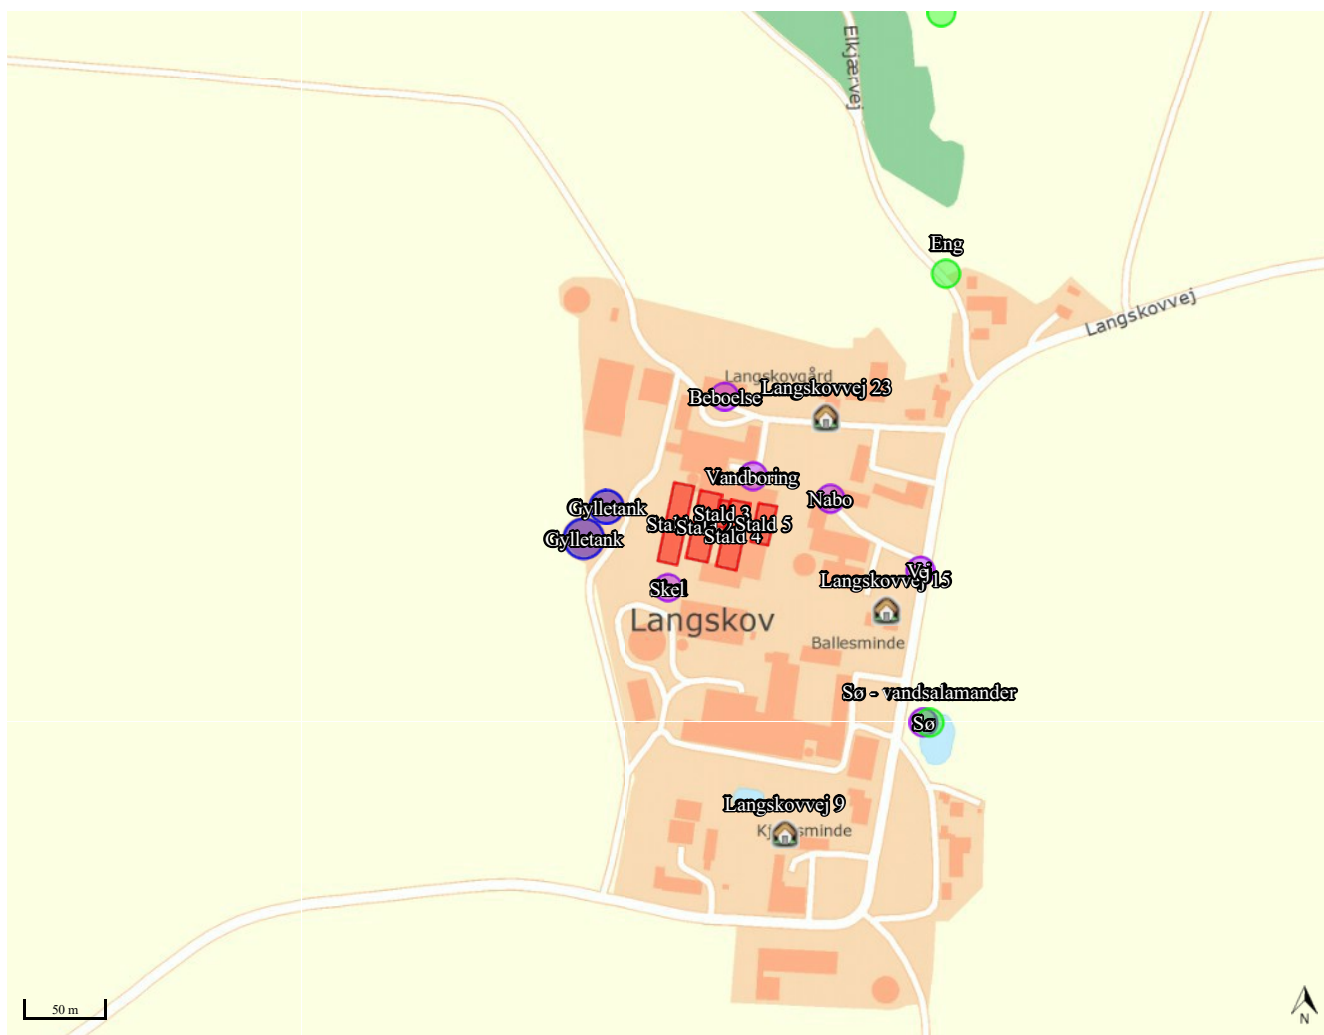 Elkjærvej
Eng
Langskovvej
Langskovgård
Langskovvej 23
Beboelse
Vandboring
Nabo
Gylletank
Stald 3
Stald 5
Stald 4
Gylletank
Vej
Langskovvej 15
Skel
Langskov
Ballesminde
Sø - vandsalamander
Sø
Langskovvej 9
50 m
N